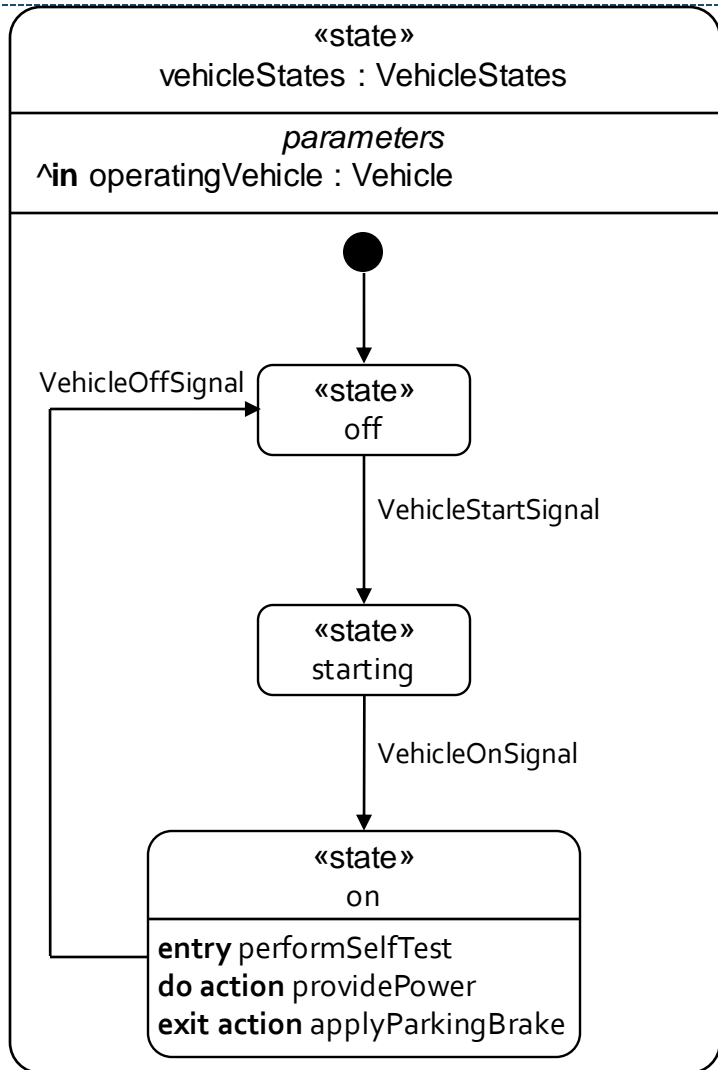 «state»
vehicleStates : VehicleStates
parameters
^in operatingVehicle : Vehicle
VehicleOffSignal
«state»
off
VehicleStartSignal
«state»
starting
VehicleOnSignal
«state»
on
entry performSelfTest
do action providePower
exit action applyParkingBrake